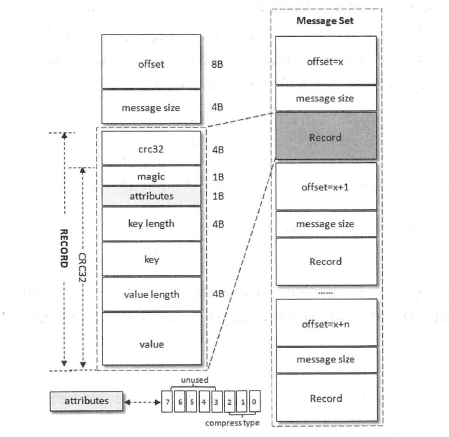 offset
8B
message size
4B
crc32
4B
magic
1B
attributes
1B
key length
4B
key
value length
4B
value
RECORD
CRC32
attributes
unused
7 6 5 4 3 2 1 0
compress type
Message Set
offset=x
message size
Record
offset=x+1
message size
Record
......
offset=x+n
message size
Record